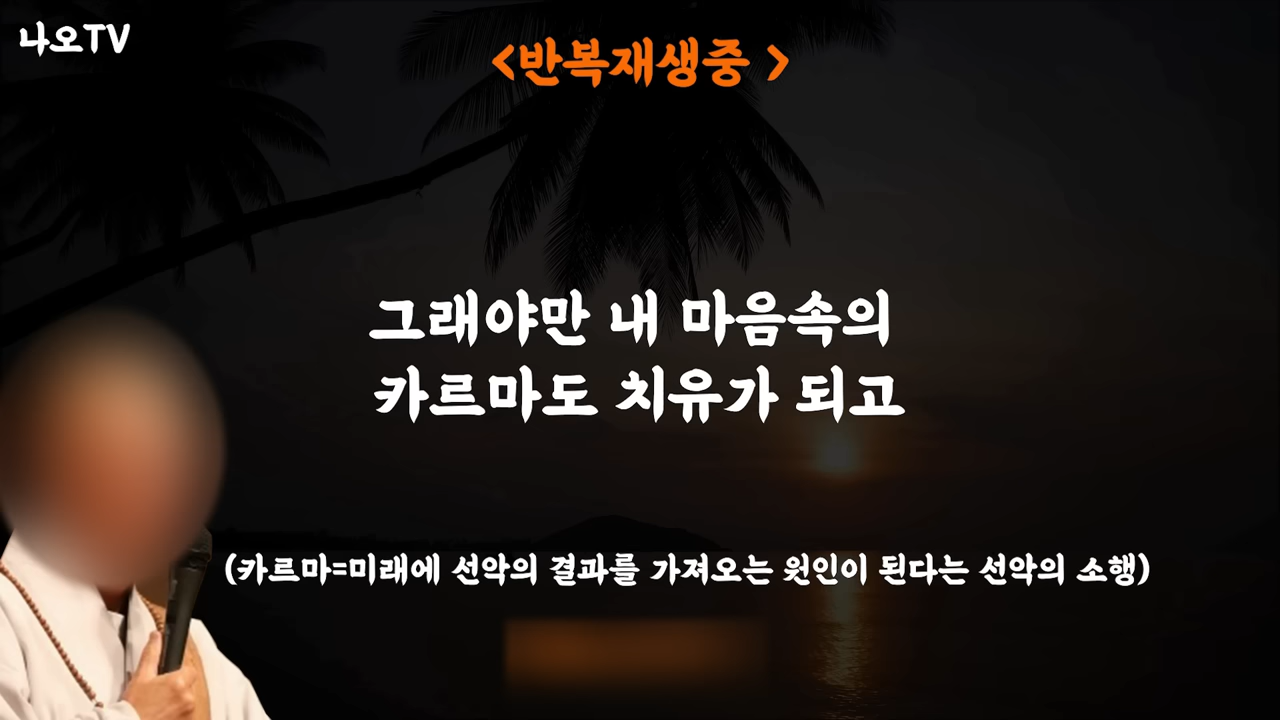 나오TV
<반복재생중 >
그래야만 내 마음속의
카르마도 치유가 되고
(카르마=미래에 선악의 결과를 가져오는 원인이 된다는 선악의 소행)